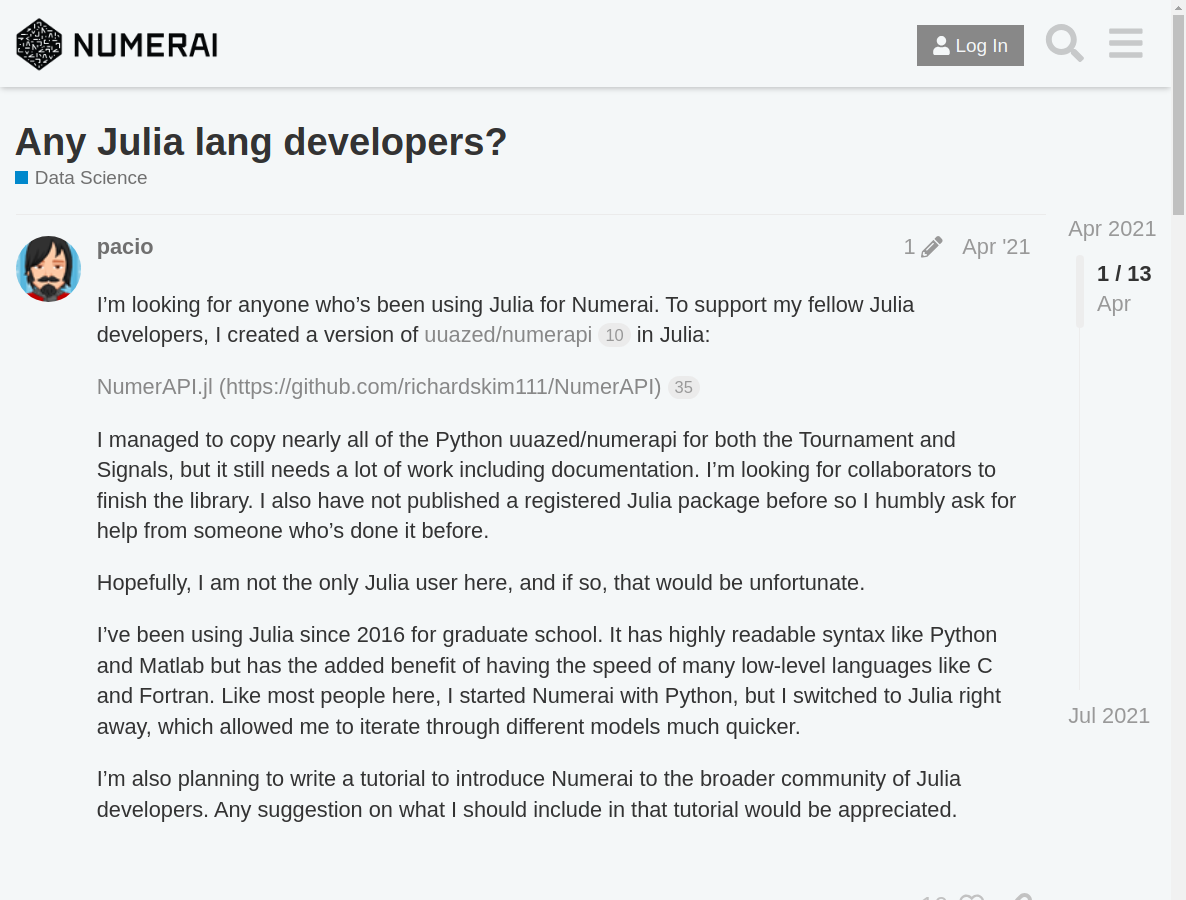 NUMERAI
Log In
Any Julia lang developers?
Data Science
pacio
1
Apr '21
Apr 2021
1 / 13
Apr
I’m looking for anyone who’s been using Julia for Numerai. To support my fellow Julia
developers, I created a version of uuazed/numerapi 10 in Julia:
NumerAPI.jl (https://github.com/richardskim111/NumerAPI) 35
I managed to copy nearly all of the Python uuazed/numerapi for both the Tournament and
Signals, but it still needs a lot of work including documentation. I’m looking for collaborators to
finish the library. I also have not published a registered Julia package before so I humbly ask for
help from someone who’s done it before.
Hopefully, I am not the only Julia user here, and if so, that would be unfortunate.
I’ve been using Julia since 2016 for graduate school. It has highly readable syntax like Python
and Matlab but has the added benefit of having the speed of many low-level languages like C
and Fortran. Like most people here, I started Numerai with Python, but I switched to Julia right
away, which allowed me to iterate through different models much quicker.
Jul 2021
I’m also planning to write a tutorial to introduce Numerai to the broader community of Julia
developers. Any suggestion on what I should include in that tutorial would be appreciated.